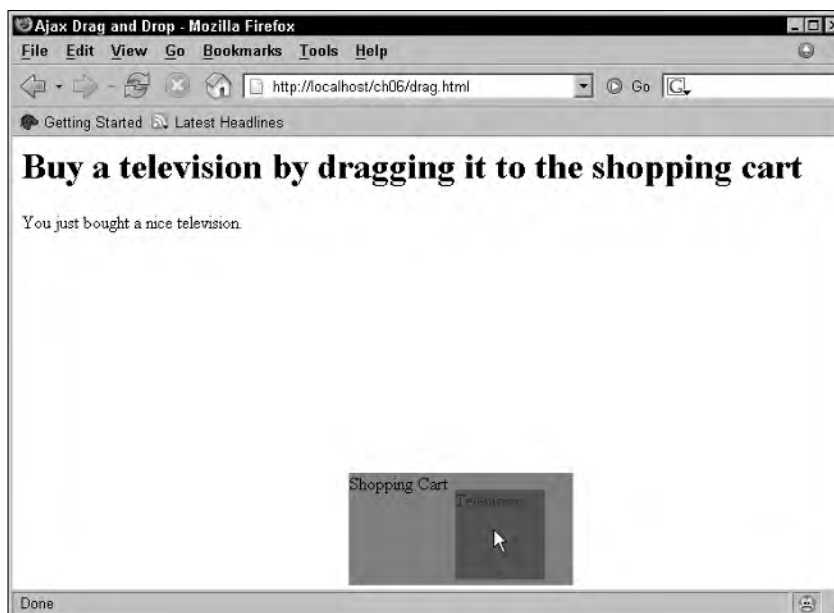 Ajax Drag and Drop - Mozilla Firefox
File Edit View Go Bookmarks Tools Help
http://localhost/ch06/drag.html Go G
Getting Started Latest Headlines
Buy a television by dragging it to the shopping cart
You just bought a nice television.
Shopping Cart
Television
Done